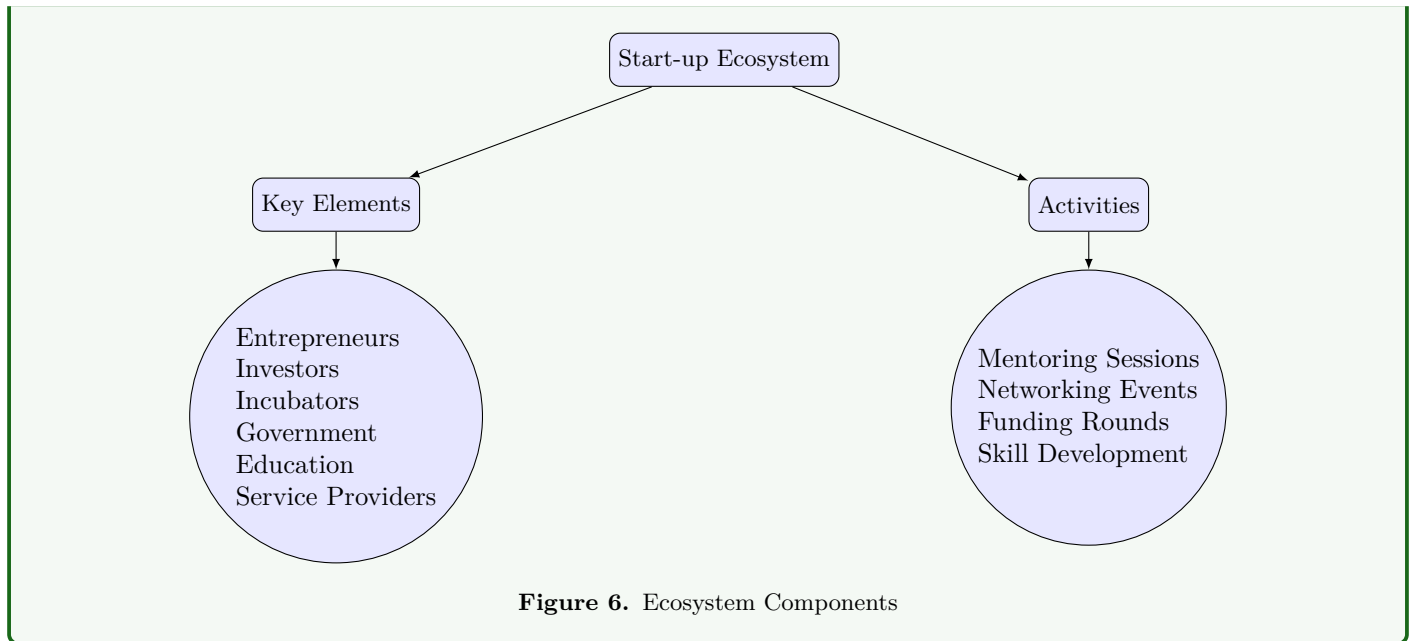 Start-up Ecosystem
Key Elements
Activities
Entrepreneurs
Investors
Incubators
Government
Education
Service Providers
Mentoring Sessions
Networking Events
Funding Rounds
Skill Development
Figure 6. Ecosystem Components